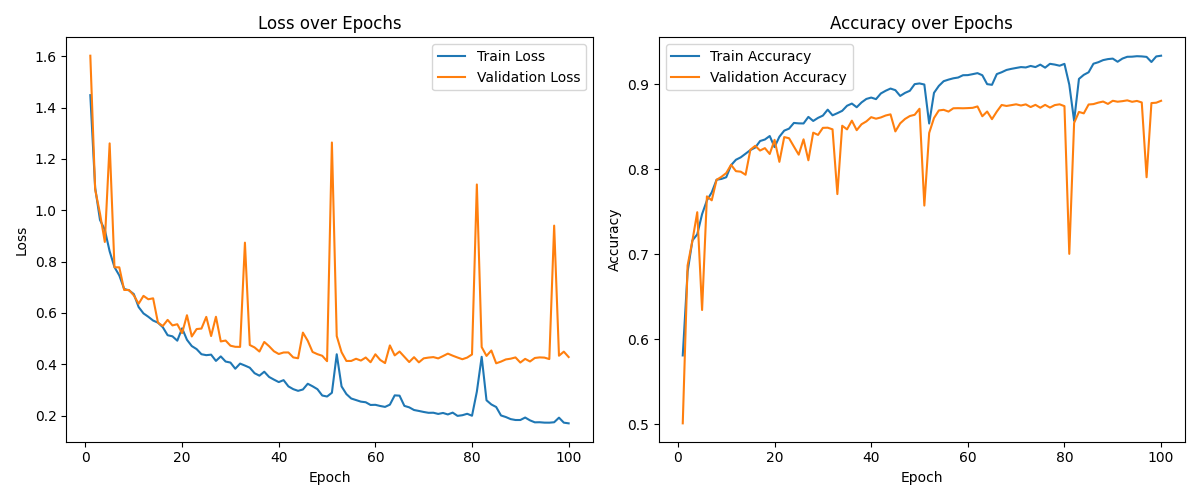 Loss over Epochs
Train Loss
Validation Loss
1.6
1.4
1.2
1.0
0.8
0.6
0.4
0.2
Loss
0
20
40
60
80
100
Epoch
Accuracy over Epochs
Train Accuracy
Validation Accuracy
0.9
0.8
0.7
0.6
0.5
Accuracy
0
20
40
60
80
100
Epoch